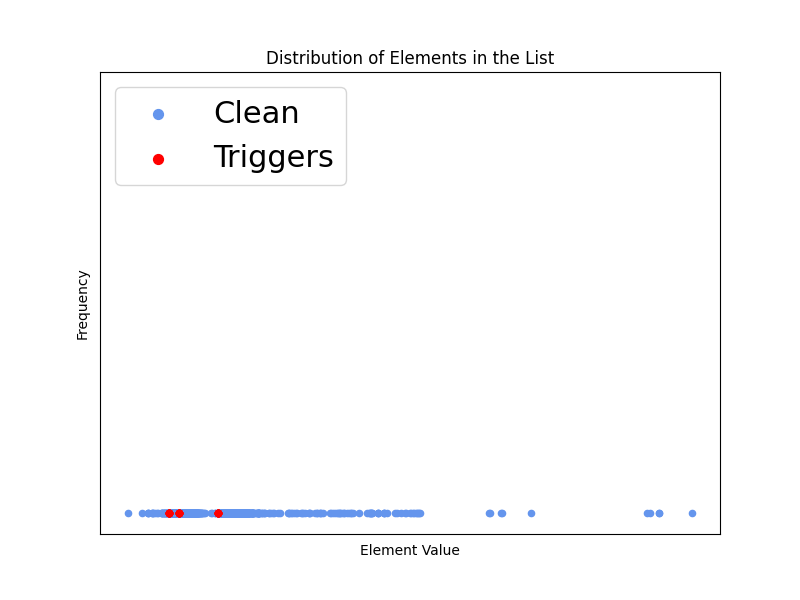 Distribution of Elements in the List
Clean
Triggers
Frequency
Element Value